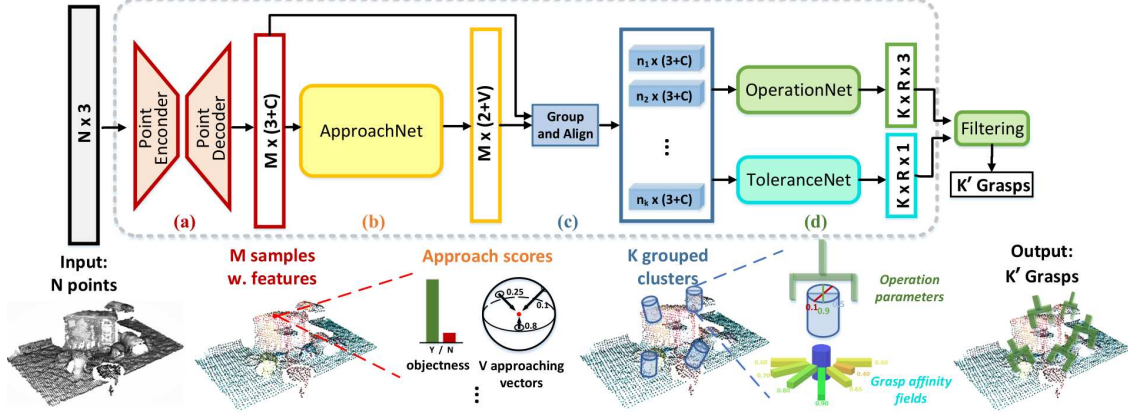 N x 3
Point
Enconder
Point
Decoder
(a)
M x (3+C)
ApproachNet
(b)
M x (2+V)
Group
and Align
(c)
n1 x (3+C)
n2 x (3+C)
...
nk x (3+C)
OperationNet
ToleranceNet
(d)
K x R x 3
K x R x 1
Filtering
K′ Grasps
Input:
N points
M samples
w. features
Approach scores
Y / N
objectness
0.25
0.1
0.8
V approaching
vectors
...
K grouped
clusters
Operation
parameters
0.1
0.9
Grasp affinity
fields
0.90
Output:
K′ Grasps